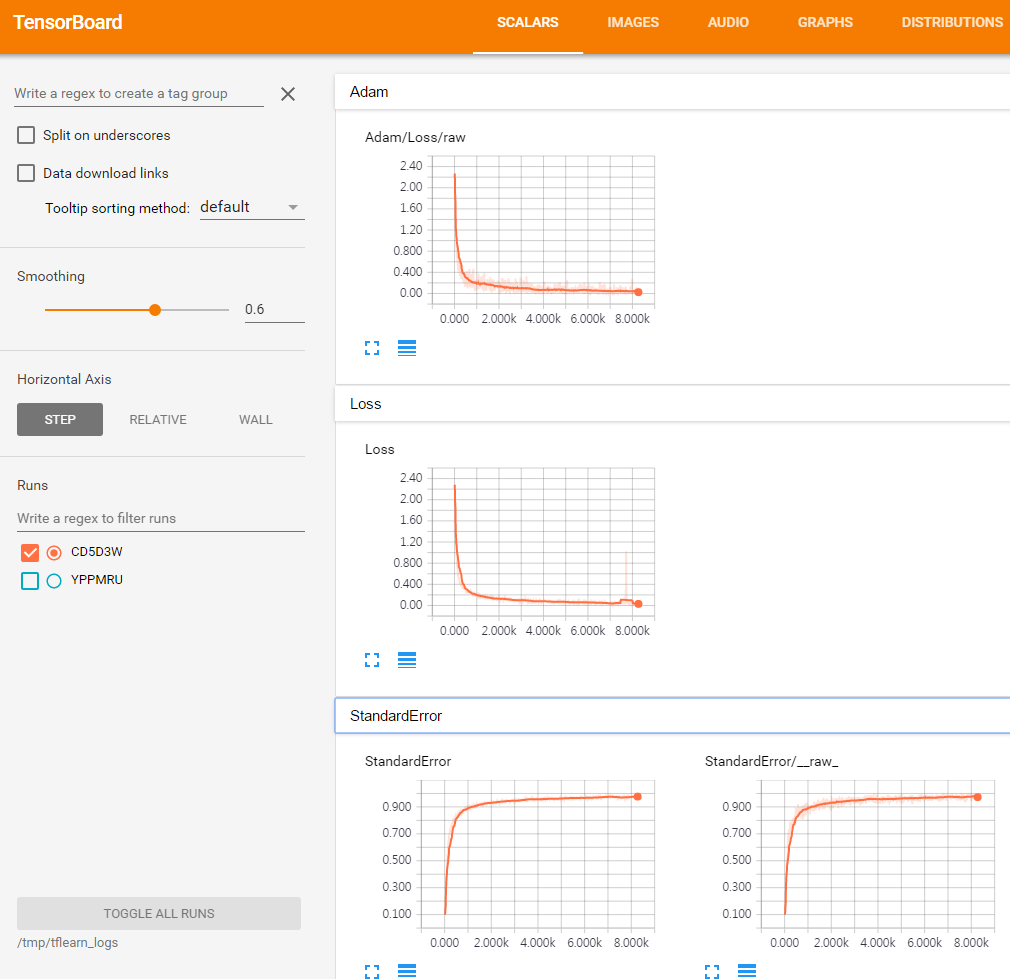 TensorBoard SCALARS IMAGES AUDIO GRAPHS DISTRIBUTIONS
Write a regex to create a tag group
Split on underscores
Data download links
Tooltip sorting method: default
Smoothing
0.6
Horizontal Axis
STEP RELATIVE WALL
Runs
Write a regex to filter runs
CD5D3W
YPPMRU
TOGGLE ALL RUNS
/tmp/tflearn_logs
Adam
Adam/Loss/raw
2.40
2.00
1.60
1.20
0.800
0.400
0.00
0.000 2.000k 4.000k 6.000k 8.000k
Loss
Loss
2.40
2.00
1.60
1.20
0.800
0.400
0.00
0.000 2.000k 4.000k 6.000k 8.000k
StandardError
StandardError
0.900
0.700
0.500
0.300
0.100
0.000 2.000k 4.000k 6.000k 8.000k
StandardError/__raw_
0.900
0.700
0.500
0.300
0.100
0.000 2.000k 4.000k 6.000k 8.000k